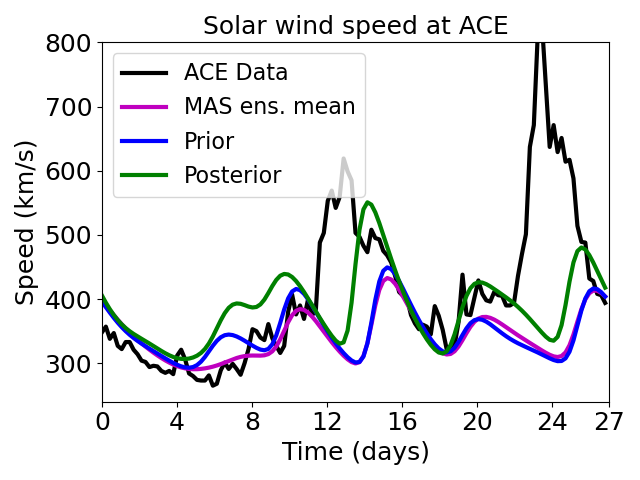 Solar wind speed at ACE
ACE Data
MAS ens. mean
Prior
Posterior
Speed (km/s)
800
700
600
500
400
300
0 4 8 12 16 20 24 27
Time (days)